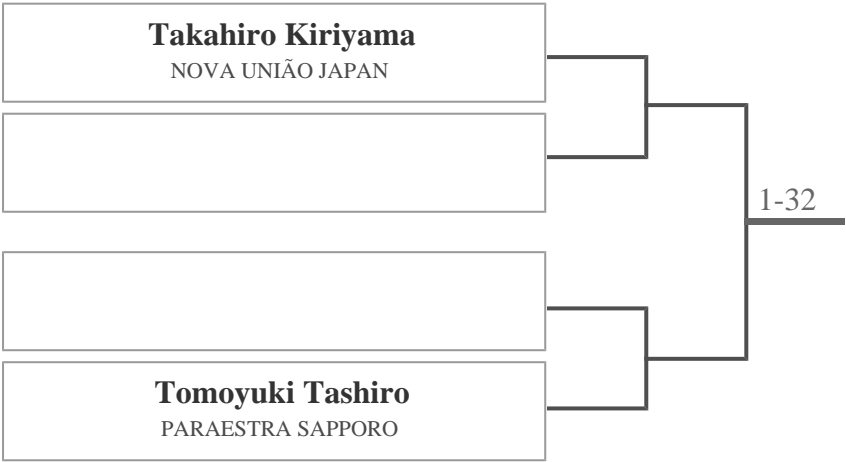 Takahiro Kiriyama
NOVA UNIÃO JAPAN
1-32
Tomoyuki Tashiro
PARAESTRA SAPPORO